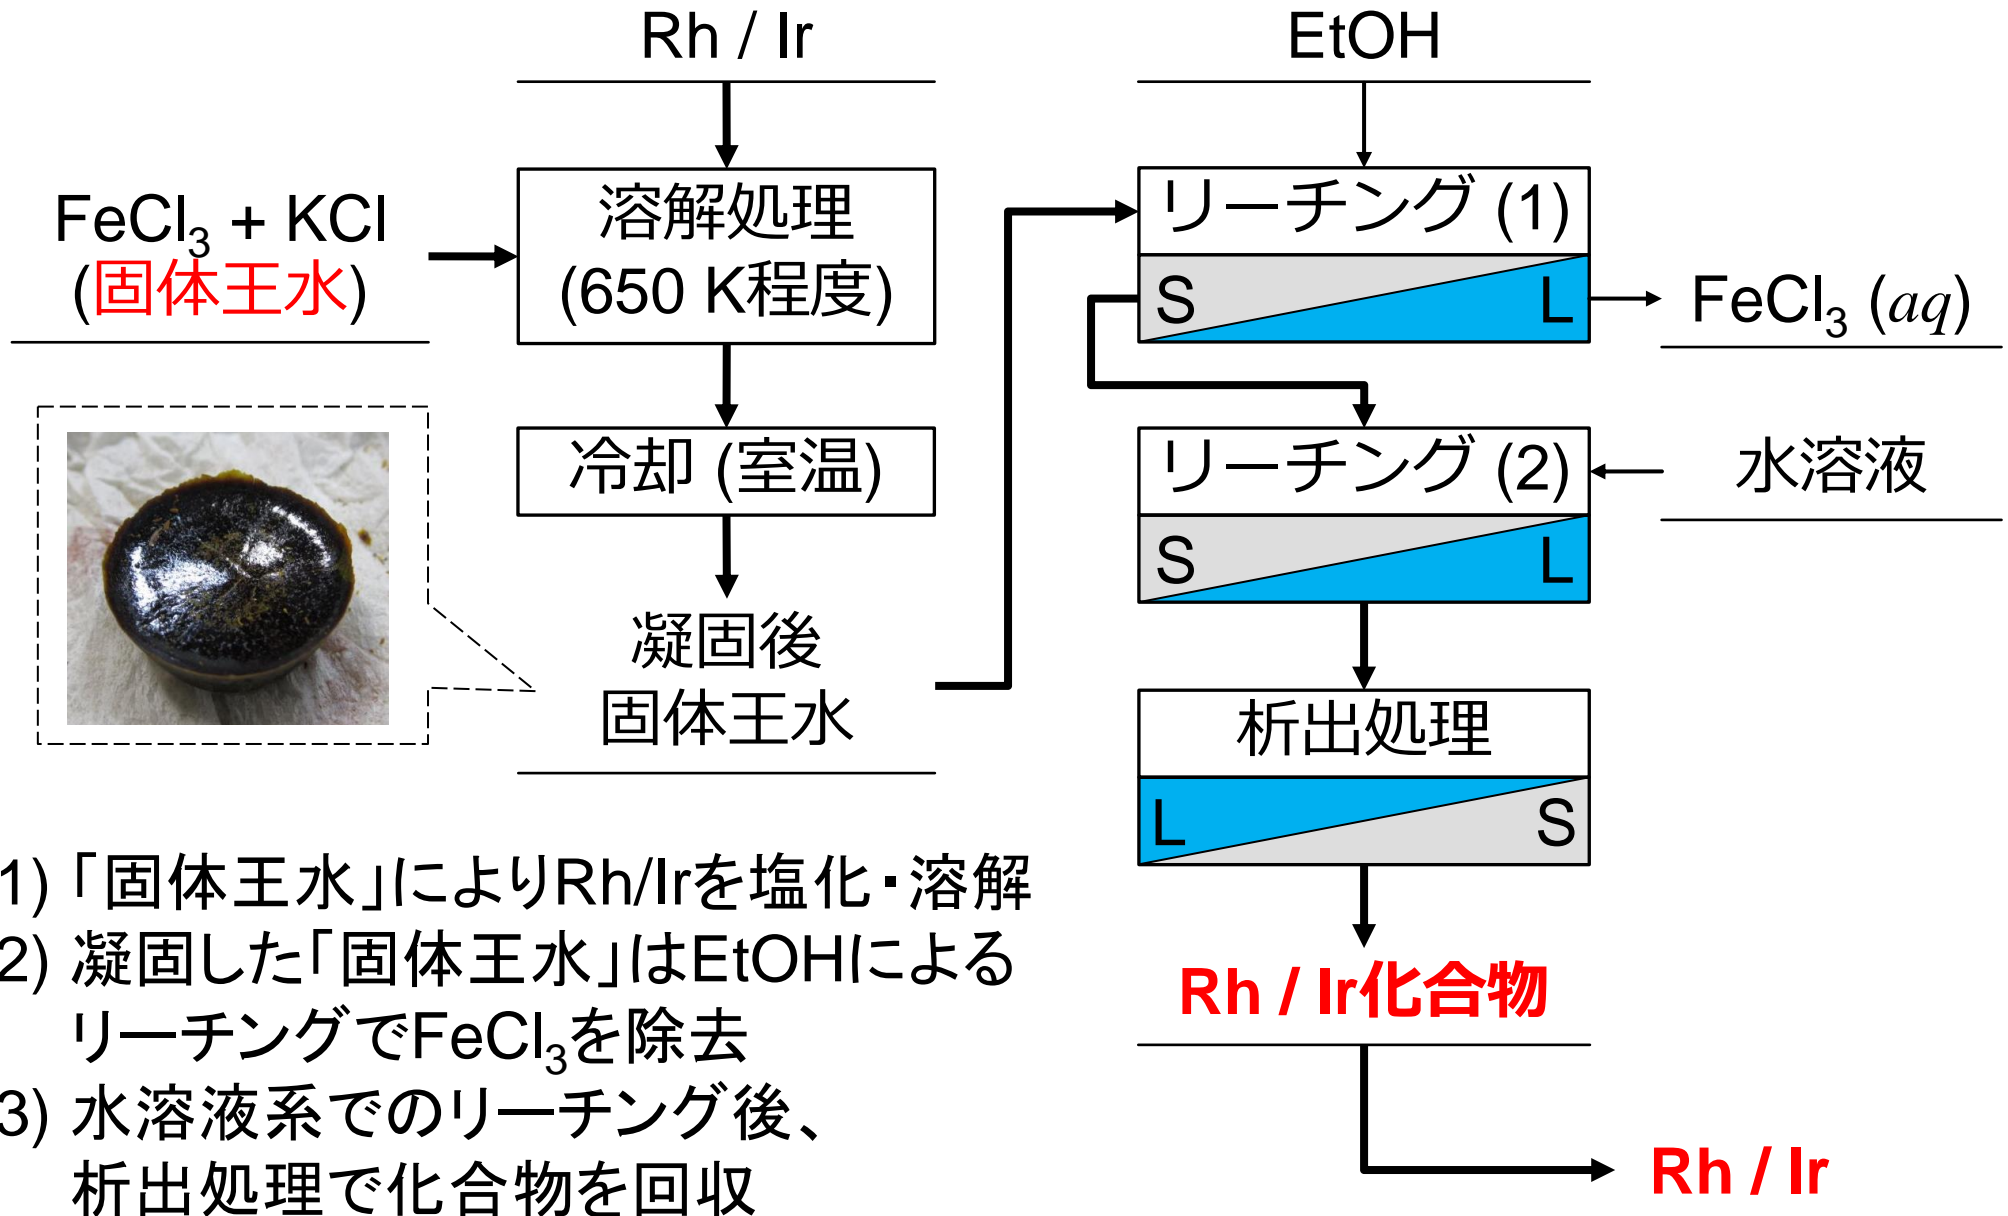 Rh / Ir
EtOH
FeCl₃ + KCl
(固体王水)
溶解処理
(650 K程度)
リーチング (1)
S
L
FeCl₃ (aq)
冷却 (室温)
リーチング (2)
S
L
水溶液
凝固後
固体王水
析出処理
L
S
Rh / Ir化合物
Rh / Ir
1) 「固体王水」によりRh/Irを塩化・溶解
2) 凝固した「固体王水」はEtOHによる
リーチングでFeCl₃を除去
3) 水溶液系でのリーチング後、
析出処理で化合物を回収